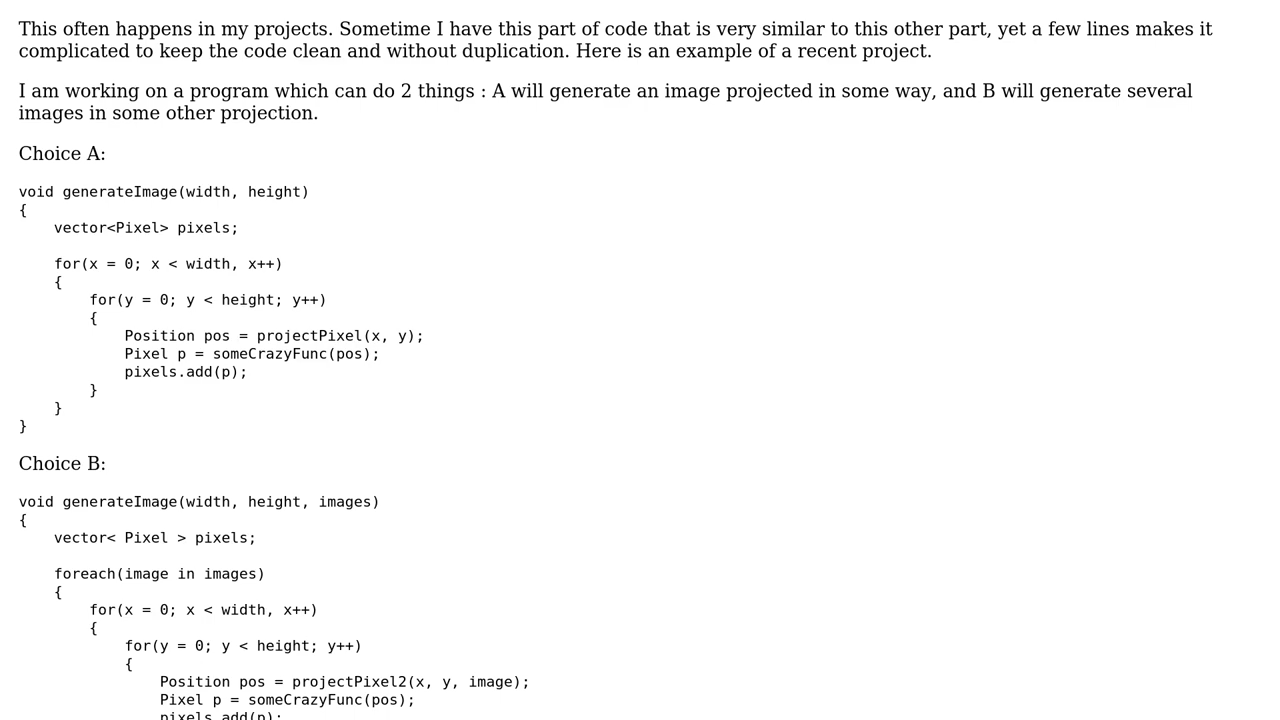 This often happens in my projects. Sometime I have this part of code that is very similar to this other part, yet a few lines makes it
complicated to keep the code clean and without duplication. Here is an example of a recent project.
I am working on a program which can do 2 things : A will generate an image projected in some way, and B will generate several
images in some other projection.
Choice A:
void generateImage(width, height)
{
    vector<Pixel> pixels;
    for(x = 0; x < width, x++)
    {
        for(y = 0; y < height; y++)
        {
            Position pos = projectPixel(x, y);
            Pixel p = someCrazyFunc(pos);
            pixels.add(p);
        }
    }
}
Choice B:
void generateImage(width, height, images)
{
    vector< Pixel > pixels;
    foreach(image in images)
    {
        for(x = 0; x < width, x++)
        {
            for(y = 0; y < height; y++)
            {
                Position pos = projectPixel2(x, y, image);
                Pixel p = someCrazyFunc(pos);
                pixels.add(p);